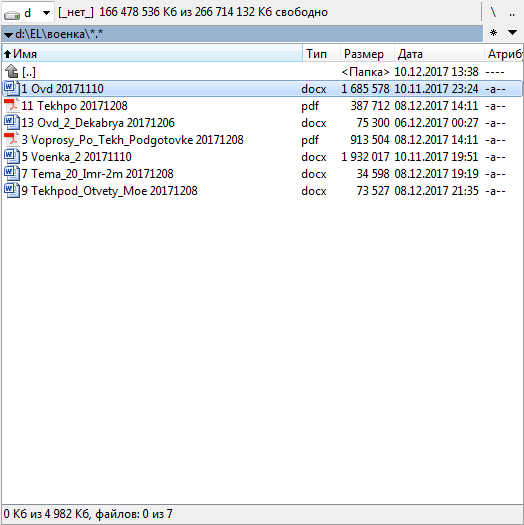 d [_нет_] 166 478 536 Кб из 266 714 132 Кб свободно \ ..
d:\EL\военка\*.* *
Имя Тип Размер Дата Атрибу
[..] <Папка> 10.12.2017 13:38 ----
1 Ovd 20171110 docx 1 685 578 10.11.2017 23:24 -a--
11 Tekhpo 20171208 pdf 387 712 08.12.2017 14:11 -a--
13 Ovd_2_Dekabrya 20171206 docx 75 300 06.12.2017 00:27 -a--
3 Voprosy_Po_Tekh_Podgotovke 20171208 pdf 913 504 08.12.2017 14:11 -a--
5 Voenka_2 20171110 docx 1 932 017 10.11.2017 19:51 -a--
7 Tema_20_Imr-2m 20171208 docx 34 598 08.12.2017 19:19 -a--
9 Tekhpod_Otvety_Moe 20171208 docx 73 527 08.12.2017 21:35 -a--
0 Кб из 4 982 Кб, файлов: 0 из 7